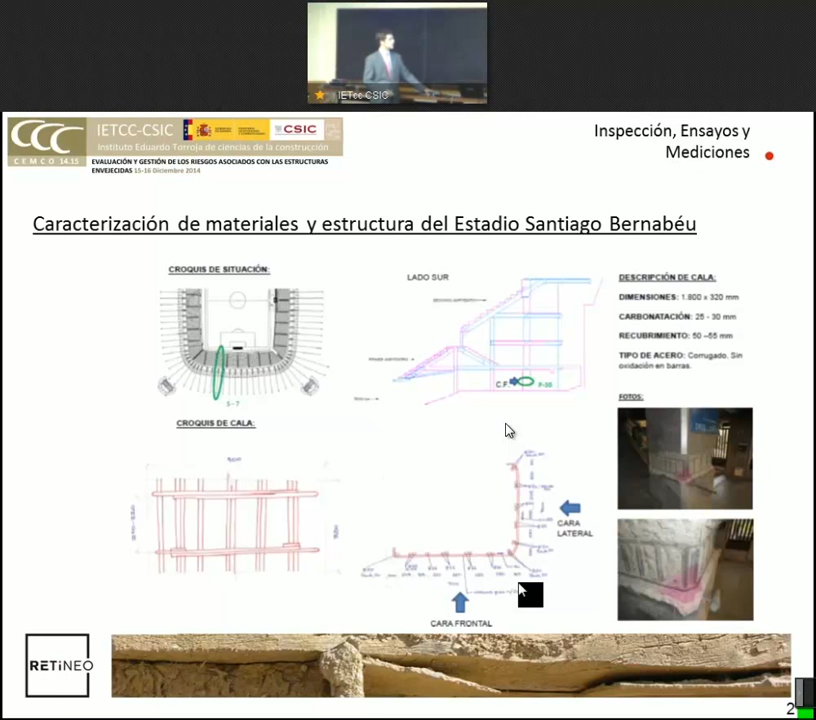 IETcc CSIC
CCC
CEMCO 14.15
IETCC-CSIC
CSIC
Instituto Eduardo Torroja de ciencias de la construcción
EVALUACIÓN Y GESTIÓN DE LOS RIESGOS ASOCIADOS CON LAS ESTRUCTURAS
ENVEJECIDAS 15-16 Diciembre 2014
Inspección, Ensayos y
Mediciones
Caracterización de materiales y estructura del Estadio Santiago Bernabéu
CROQUIS DE SITUACIÓN:
S - 7
LADO SUR
C.F.
DESCRIPCIÓN DE CALA:
DIMENSIONES: 1.800 x 320 mm
CARBONATACIÓN: 25 - 30 mm
RECUBRIMIENTO: 50 –55 mm
TIPO DE ACERO: Corrugado. Sin
oxidación en barras.
FOTOS:
CROQUIS DE CALA:
CARA
LATERAL
CARA FRONTAL
RETINEO
2